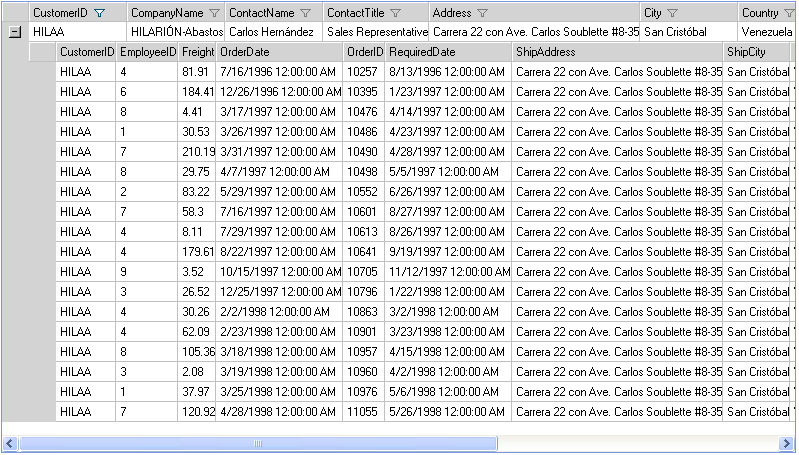 CustomerID CompanyName ContactName ContactTitle Address City Country
HILAA HILARIÓN-Abastos Carlos Hernández Sales Representative Carrera 22 con Ave. Carlos Soublette #8-35 San Cristóbal Venezuela
CustomerID EmployeeID Freight OrderDate OrderID RequiredDate ShipAddress ShipCity
HILAA 4 81.91 7/16/1996 12:00:00 AM 10257 8/13/1996 12:00:00 AM Carrera 22 con Ave. Carlos Soublette #8-35 San Cristóbal
HILAA 6 184.41 12/26/1996 12:00:00 AM 10395 1/23/1997 12:00:00 AM Carrera 22 con Ave. Carlos Soublette #8-35 San Cristóbal
HILAA 8 4.41 3/17/1997 12:00:00 AM 10476 4/14/1997 12:00:00 AM Carrera 22 con Ave. Carlos Soublette #8-35 San Cristóbal
HILAA 1 30.53 3/26/1997 12:00:00 AM 10486 4/23/1997 12:00:00 AM Carrera 22 con Ave. Carlos Soublette #8-35 San Cristóbal
HILAA 7 210.19 3/31/1997 12:00:00 AM 10490 4/28/1997 12:00:00 AM Carrera 22 con Ave. Carlos Soublette #8-35 San Cristóbal
HILAA 8 29.75 4/7/1997 12:00:00 AM 10498 5/5/1997 12:00:00 AM Carrera 22 con Ave. Carlos Soublette #8-35 San Cristóbal
HILAA 2 83.22 5/29/1997 12:00:00 AM 10552 6/26/1997 12:00:00 AM Carrera 22 con Ave. Carlos Soublette #8-35 San Cristóbal
HILAA 7 58.3 7/16/1997 12:00:00 AM 10601 8/27/1997 12:00:00 AM Carrera 22 con Ave. Carlos Soublette #8-35 San Cristóbal
HILAA 4 8.11 7/29/1997 12:00:00 AM 10613 8/26/1997 12:00:00 AM Carrera 22 con Ave. Carlos Soublette #8-35 San Cristóbal
HILAA 4 179.61 8/22/1997 12:00:00 AM 10641 9/19/1997 12:00:00 AM Carrera 22 con Ave. Carlos Soublette #8-35 San Cristóbal
HILAA 9 3.52 10/15/1997 12:00:00 AM 10705 11/12/1997 12:00:00 AM Carrera 22 con Ave. Carlos Soublette #8-35 San Cristóbal
HILAA 3 26.52 12/25/1997 12:00:00 AM 10796 1/22/1998 12:00:00 AM Carrera 22 con Ave. Carlos Soublette #8-35 San Cristóbal
HILAA 4 30.26 2/2/1998 12:00:00 AM 10863 3/2/1998 12:00:00 AM Carrera 22 con Ave. Carlos Soublette #8-35 San Cristóbal
HILAA 4 62.09 2/23/1998 12:00:00 AM 10901 3/23/1998 12:00:00 AM Carrera 22 con Ave. Carlos Soublette #8-35 San Cristóbal
HILAA 8 105.36 3/18/1998 12:00:00 AM 10957 4/15/1998 12:00:00 AM Carrera 22 con Ave. Carlos Soublette #8-35 San Cristóbal
HILAA 3 2.08 3/19/1998 12:00:00 AM 10960 4/2/1998 12:00:00 AM Carrera 22 con Ave. Carlos Soublette #8-35 San Cristóbal
HILAA 1 37.97 3/25/1998 12:00:00 AM 10976 5/6/1998 12:00:00 AM Carrera 22 con Ave. Carlos Soublette #8-35 San Cristóbal
HILAA 7 120.92 4/28/1998 12:00:00 AM 11055 5/26/1998 12:00:00 AM Carrera 22 con Ave. Carlos Soublette #8-35 San Cristóbal